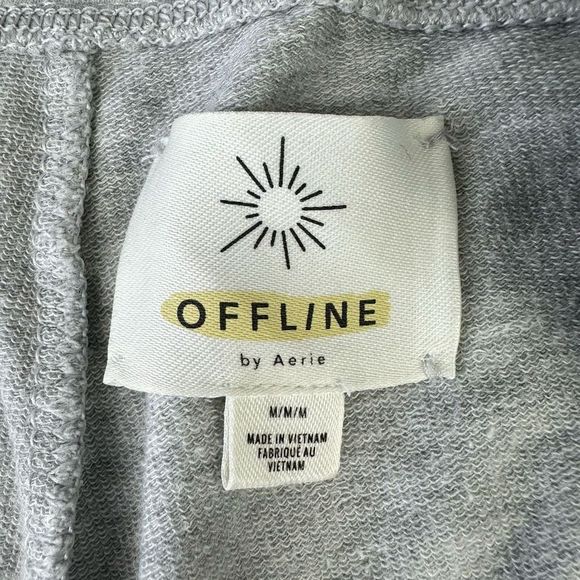 OFFLINE
by Aerie
M/M/M
MADE IN VIETNAM
FABRIQUÉ AU
VIETNAM